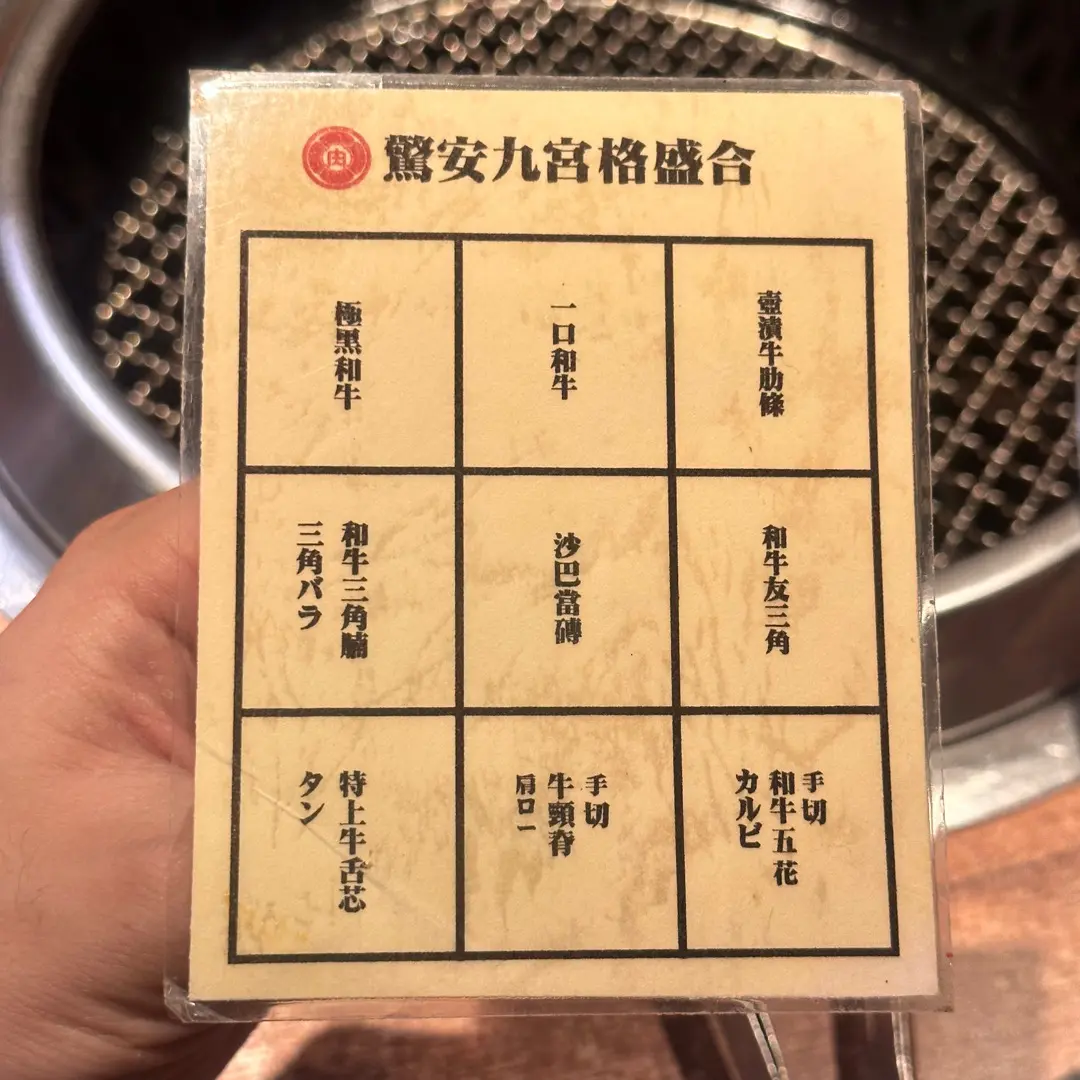 肉
驚安九宮格盛合
極黑和牛
一口和牛
壺漬牛肋條
和牛三角腩
三角バラ
沙巴當磚
和牛友三角
特上牛舌芯
タン
手切
牛頸脊
肩ロー
手切
和牛五花
カルビ